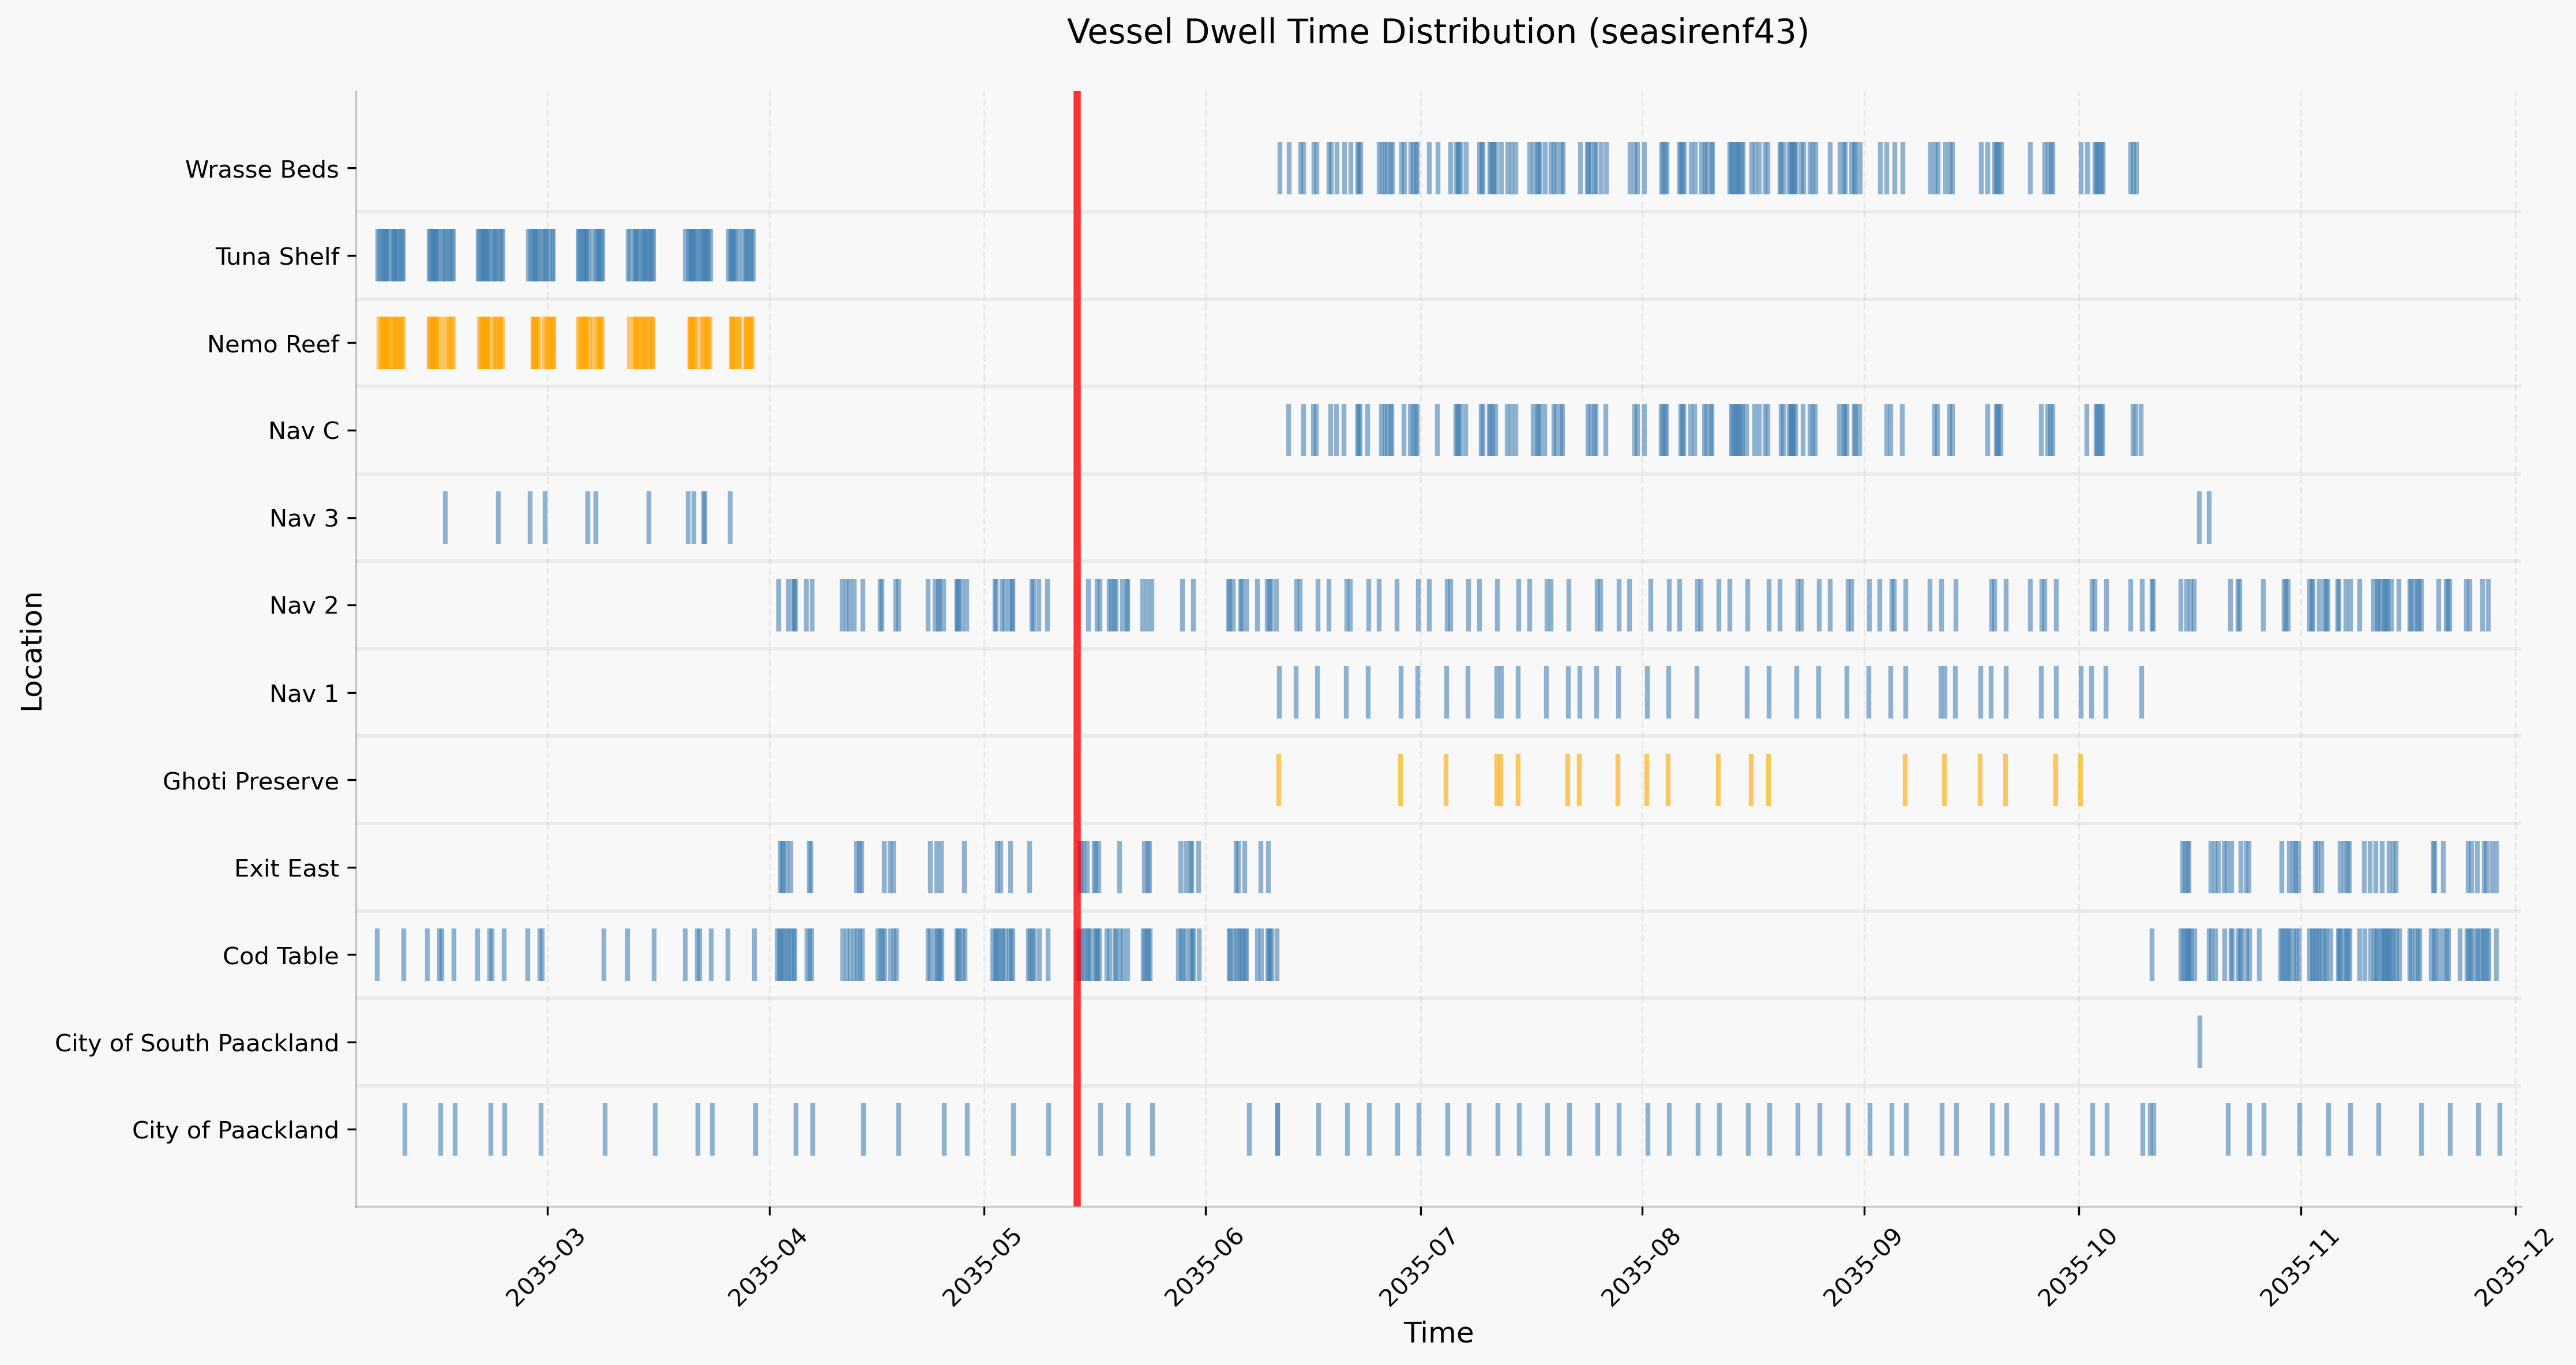 Vessel Dwell Time Distribution (seasirenf43)
Location
Wrasse Beds
Tuna Shelf
Nemo Reef
Nav C
Nav 3
Nav 2
Nav 1
Ghoti Preserve
Exit East
Cod Table
City of South Paackland
City of Paackland
2035-03
2035-04
2035-05
2035-06
2035-07
2035-08
2035-09
2035-10
2035-11
2035-12
Time